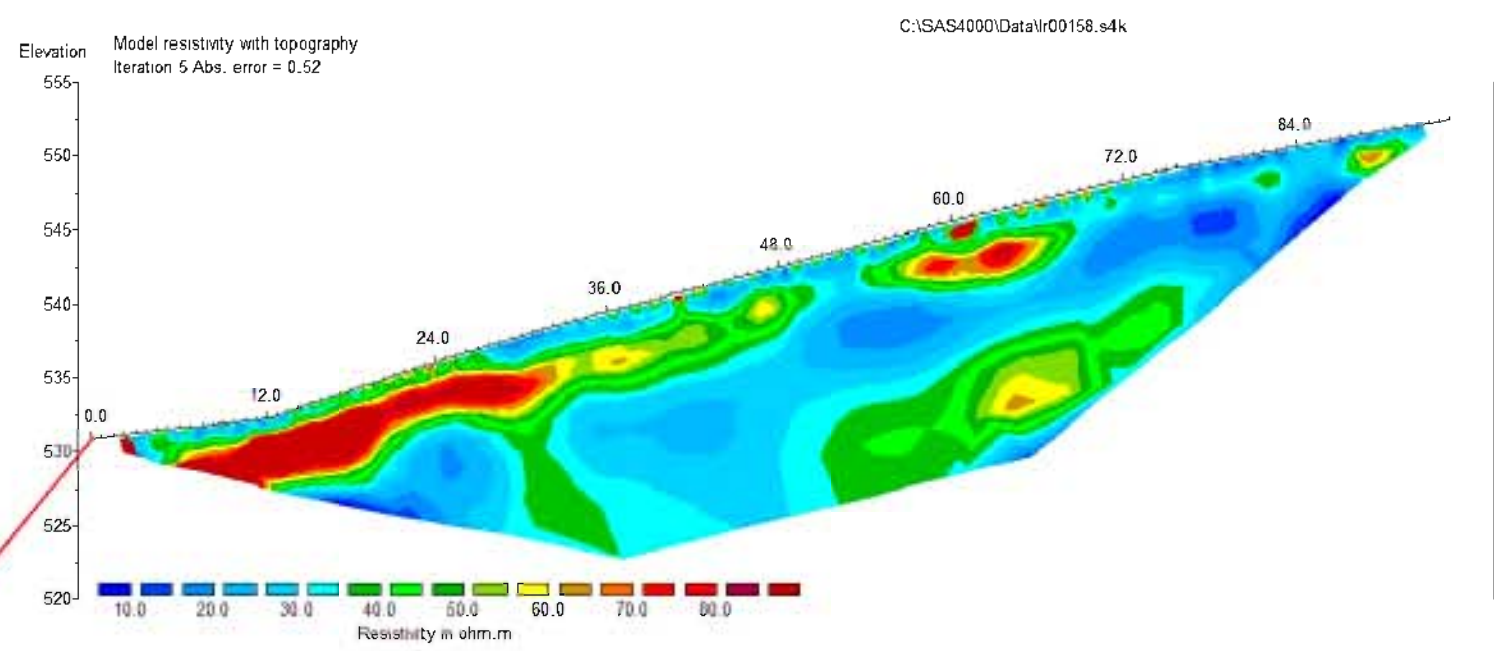 C:\SAS4000\Data\lr00158.s4k
Elevation
Model resistivity with topography
Iteration 5 Abs. error = 0.52
555
550
545
540
535
530
525
520
0.0
12.0
24.0
36.0
48.0
60.0
72.0
84.0
10.0 20.0 30.0 40.0 50.0 60.0 70.0 80.0
Resistivity in ohm.m